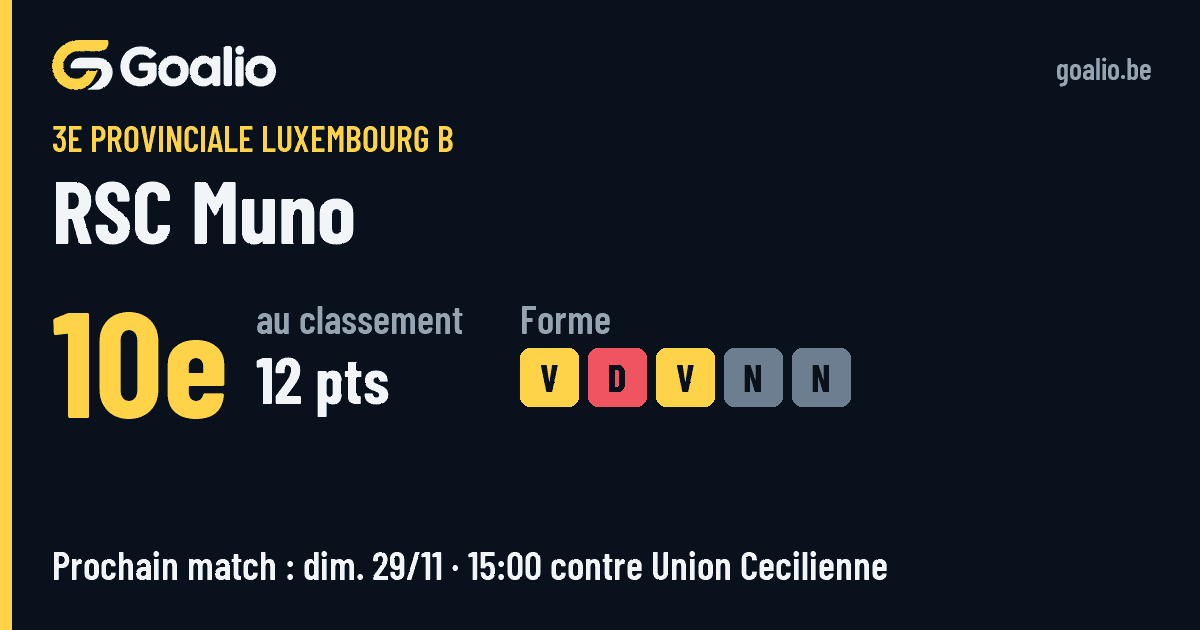 Goalio
goalio.be
3E PROVINCIALE LUXEMBOURG B
RSC Muno
10e
au classement
12 pts
Forme
V D V N N
Prochain match : dim. 29/11 · 15:00 contre Union Cecilienne